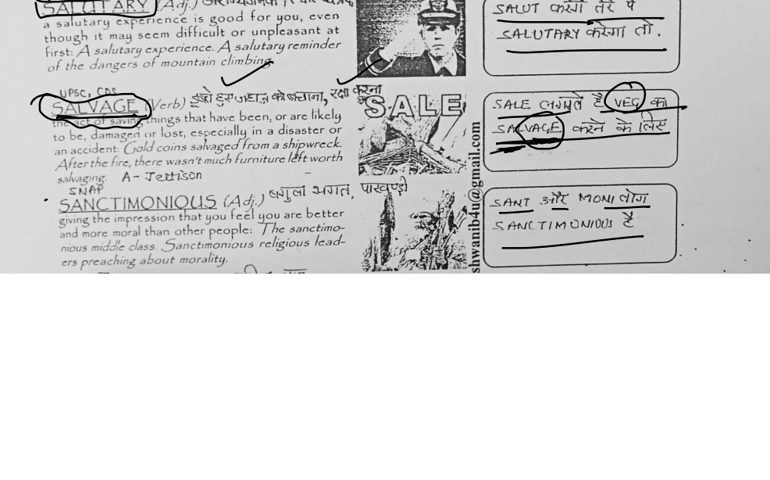 SALUTARY (Adj.)
a salutary experience is good for you, even
though it may seem difficult or unpleasant at
first: A salutary experience. A salutary reminder
of the dangers of mountain climbing.
SALUT करेगा तेरे पे
SALUTARY करेगा तो.
UPSC, CDS
SALVAGE (Verb) डूबते हुए जहाज को बचाना, रक्षा करना
the act of saving things that have been, or are likely
to be, damaged or lost, especially in a disaster or
an accident: Gold coins salvaged from a shipwreck.
After the fire, there wasn't much furniture left worth
salvaging. A- Jettison
SALE
SALE लगाते हैं VEG का
SALVAGE करने के लिए
SNAP
SANCTIMONIOUS (Adj.) बगुला भगत, पाखण्डी
giving the impression that you feel you are better
and more moral than other people: The sanctimo-
nious middle class. Sanctimonious religious lead-
ers preaching about morality.
SANT और MONI लोग
SANCTIMONIOUS है
shwanib4u@gmail.com